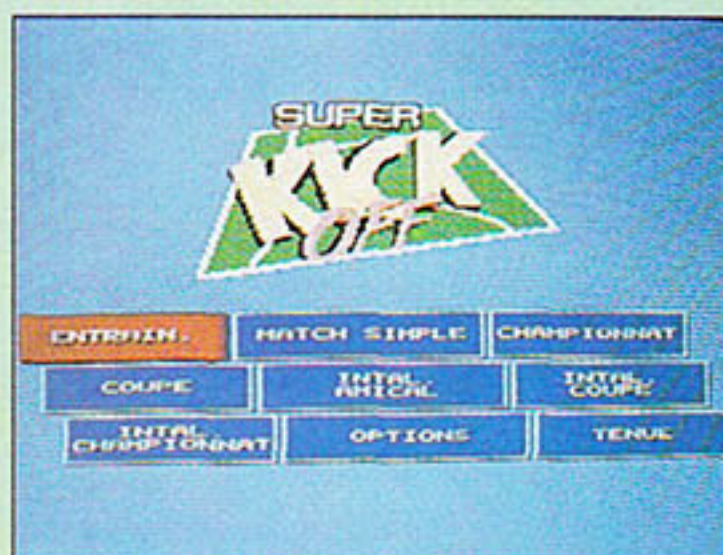 SUPER
KICK
OFF
ENTRAIN.
MATCH SIMPLE
CHAMPIONNAT
COUPE
INTAL.
AMICAL
INTAL.
COUPE
INTAL.
CHAMPIONNAT
OPTIONS
TENUE